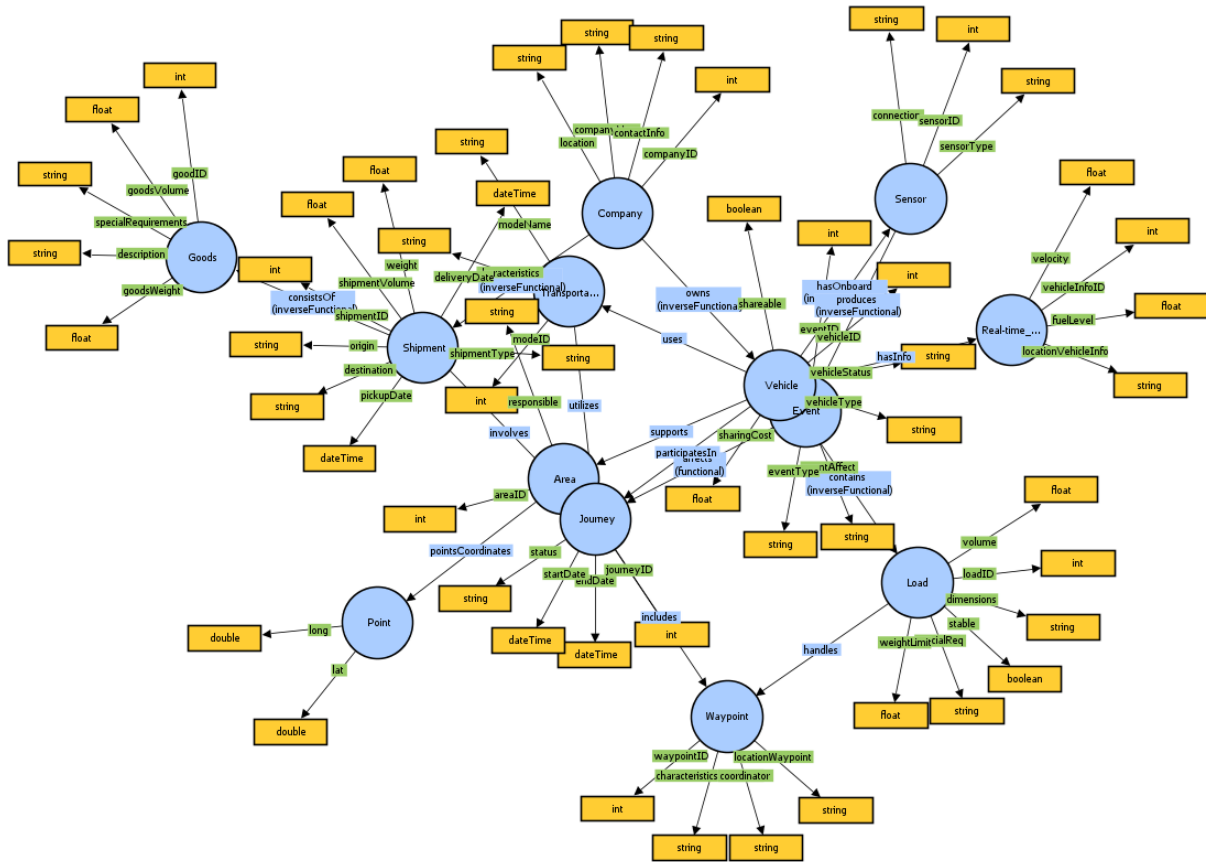 string
string
string
string
int
string
int
string
int
float
string
float
string
float
float
dateTime
string
string
int
int
string
boolean
int
int
float
int
float
string
string
string
string
string
int
string
dateTime
int
string
float
string
string
float
int
string
boolean
float
string
string
dateTime
dateTime
int
double
double
int
string
string
string
Goods
goodID
goodsVolume
specialRequirements
description
goodsWeight
consistsOf
Shipment
weight
shipmentVolume
shipmentID
origin
destination
pickupDate
deliveryDate
shipmentType
involves
Transporta...
modeName
(inverseFunctional)
modeID
utilizes
Company
location
contactInfo
companyID
owns
(inverseFunctional)
Sensor
connection
sensorID
sensorType
produces
(inverseFunctional)
Real-time_...
velocity
vehicleInfoID
fuelLevel
locationVehicleInfo
Vehicle
shareable
uses
hasOnboard
vehicleID
vehicleStatus
hasInfo
vehicleType
sharingCost
supports
participatesIn
Event
eventID
eventType
(functional)
contains
(inverseFunctional)
Area
responsible
areaID
pointsCoordinates
Journey
status
startDate
endDate
journeyID
includes
Point
long
lat
Load
volume
loadID
dimensions
stable
weightLimit
handles
Waypoint
waypointID
characteristics
coordinator
locationWaypoint